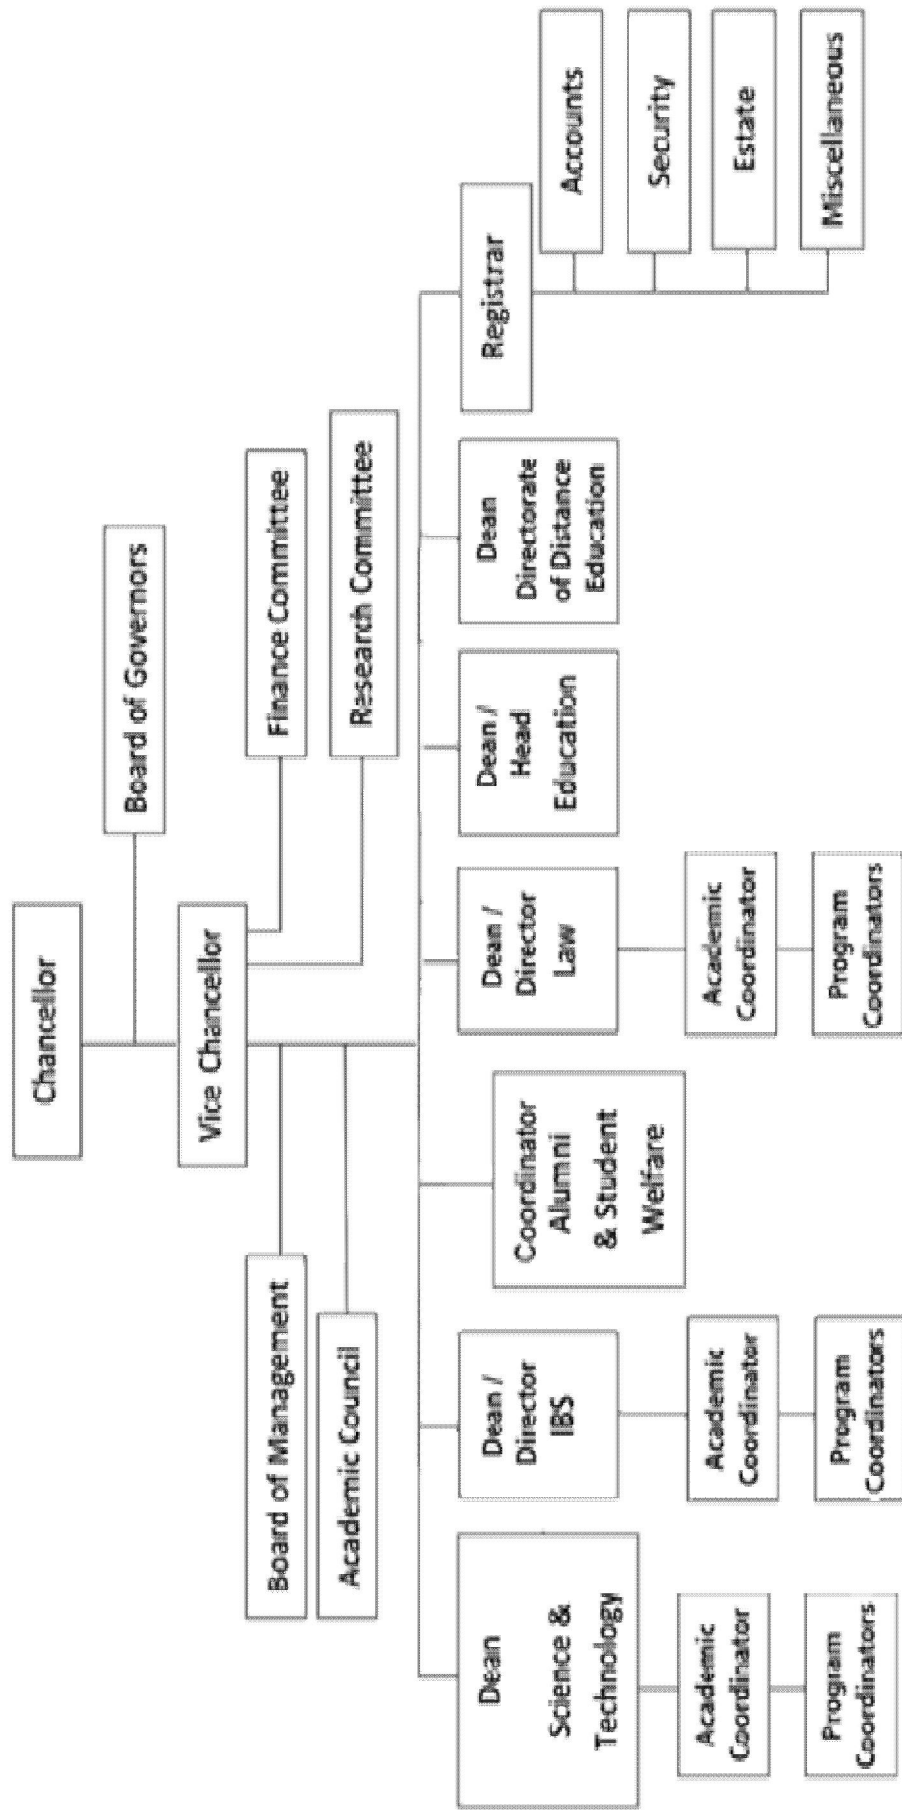 Chancellor
Board of Governors
Vice Chancellor
Board of Management
Finance Committee
Academic Council
Research Committee
Dean
Science &
Technology
Dean /
Director
IBS
Coordinator
Alumni
& Student
Welfare
Dean /
Director
Law
Dean /
Head
Education
Dean
Directorate
of Distance
Education
Registrar
Accounts
Security
Estate
Miscellaneous
Academic
Coordinator
Program
Coordinators
Academic
Coordinator
Program
Coordinators
Academic
Coordinator
Program
Coordinators